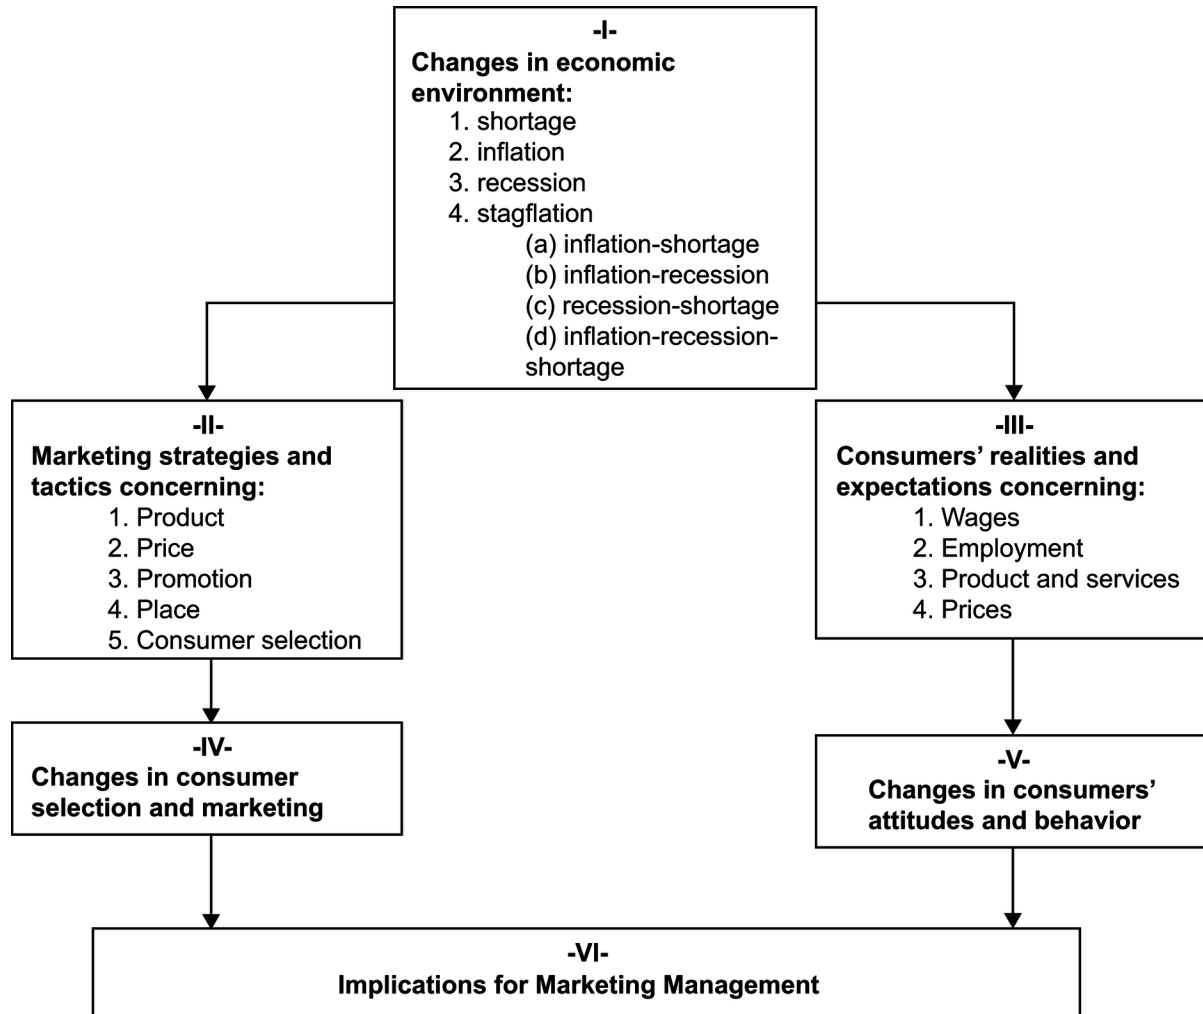 -I-
Changes in economic
environment:
1. shortage
2. inflation
3. recession
4. stagflation
(a) inflation-shortage
(b) inflation-recession
(c) recession-shortage
(d) inflation-recession-
shortage
-II-
Marketing strategies and
tactics concerning:
1. Product
2. Price
3. Promotion
4. Place
5. Consumer selection
-III-
Consumers’ realities and
expectations concerning:
1. Wages
2. Employment
3. Product and services
4. Prices
-IV-
Changes in consumer
selection and marketing
-V-
Changes in consumers’
attitudes and behavior
-VI-
Implications for Marketing Management